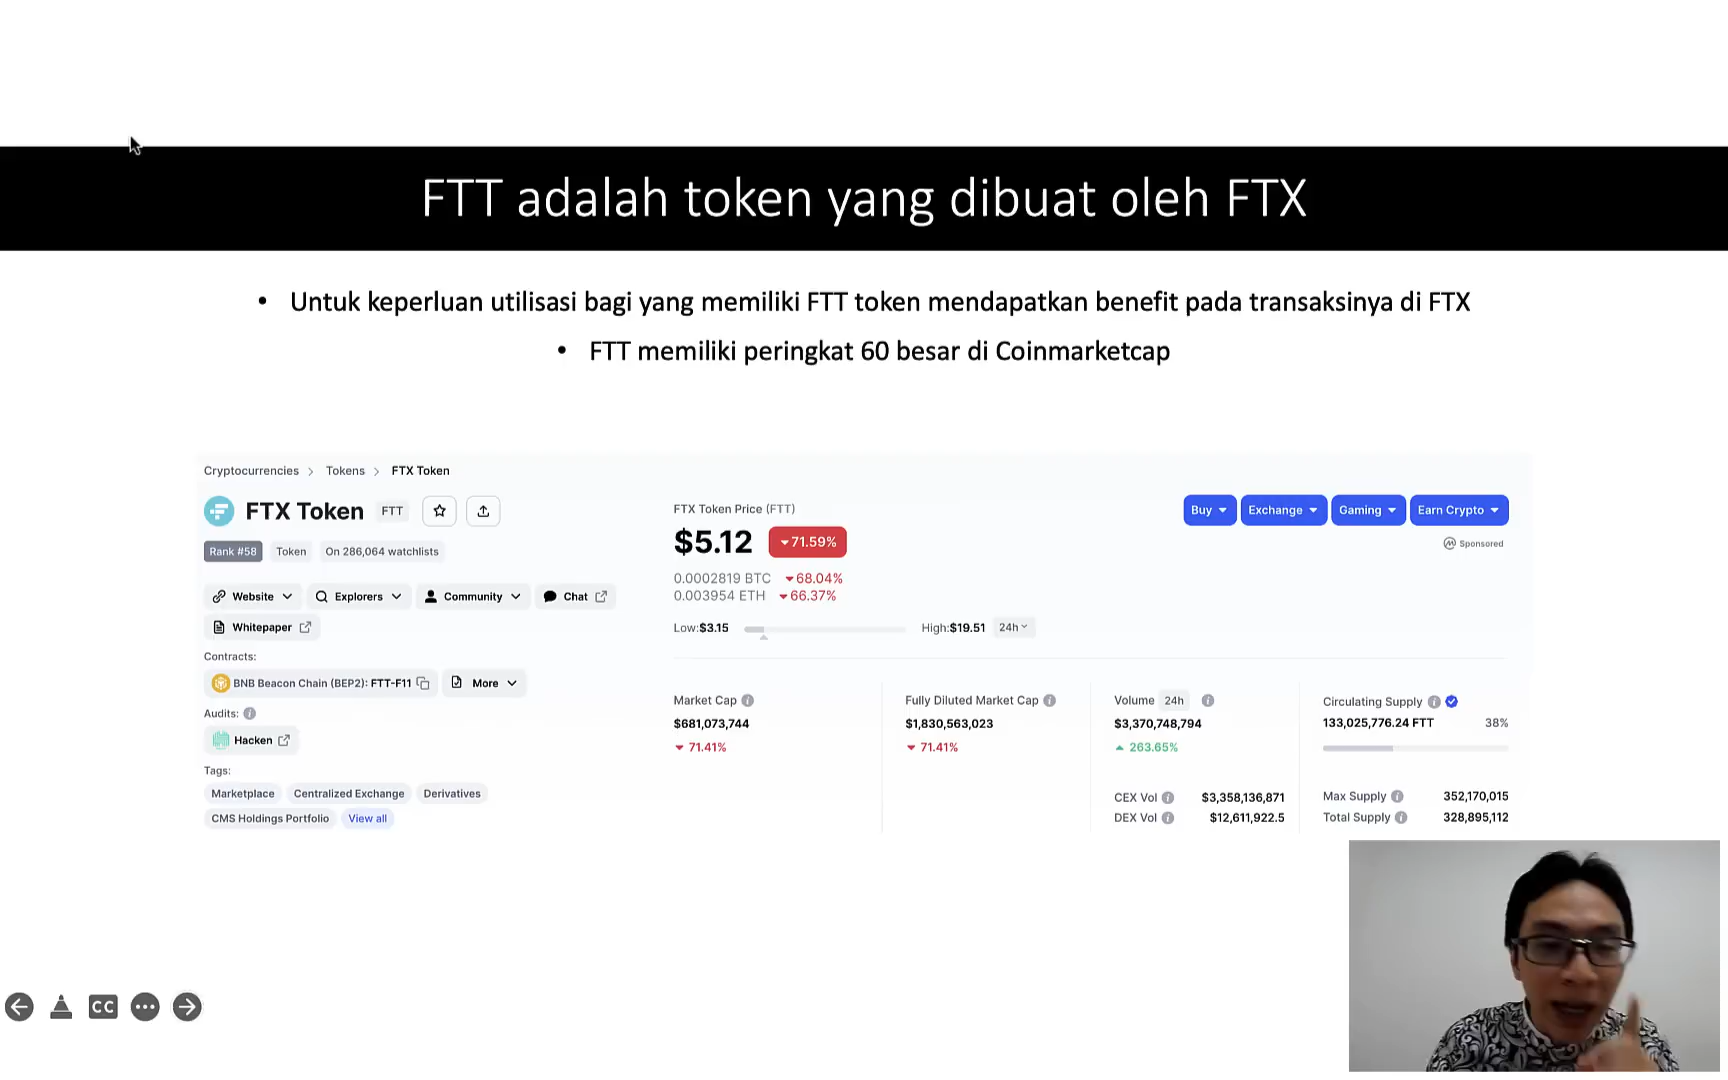 FTT adalah token yang dibuat oleh FTX
• Untuk keperluan utilisasi bagi yang memiliki FTT token mendapatkan benefit pada transaksinya di FTX
• FTT memiliki peringkat 60 besar di Coinmarketcap
Cryptocurrencies > Tokens > FTX Token
FTX Token FTT
Rank #58 Token On 286,064 watchlists
Website Explorers Community Chat
Whitepaper
Contracts:
BNB Beacon Chain (BEP2): FTT-F11 More
Audits:
Hacken
Tags:
Marketplace Centralized Exchange Derivatives
CMS Holdings Portfolio View all
FTX Token Price (FTT)
$5.12 71.59%
0.0002819 BTC 68.04%
0.003954 ETH 66.37%
Low:$3.15 High:$19.51 24h
Buy Exchange Gaming Earn Crypto
Sponsored
Market Cap
$681,073,744
71.41%
Fully Diluted Market Cap
$1,830,563,023
71.41%
Volume 24h
$3,370,748,794
263.65%
CEX Vol $3,358,136,871
DEX Vol $12,611,922.5
Circulating Supply
133,025,776.24 FTT 38%
Max Supply 352,170,015
Total Supply 328,895,112
CC